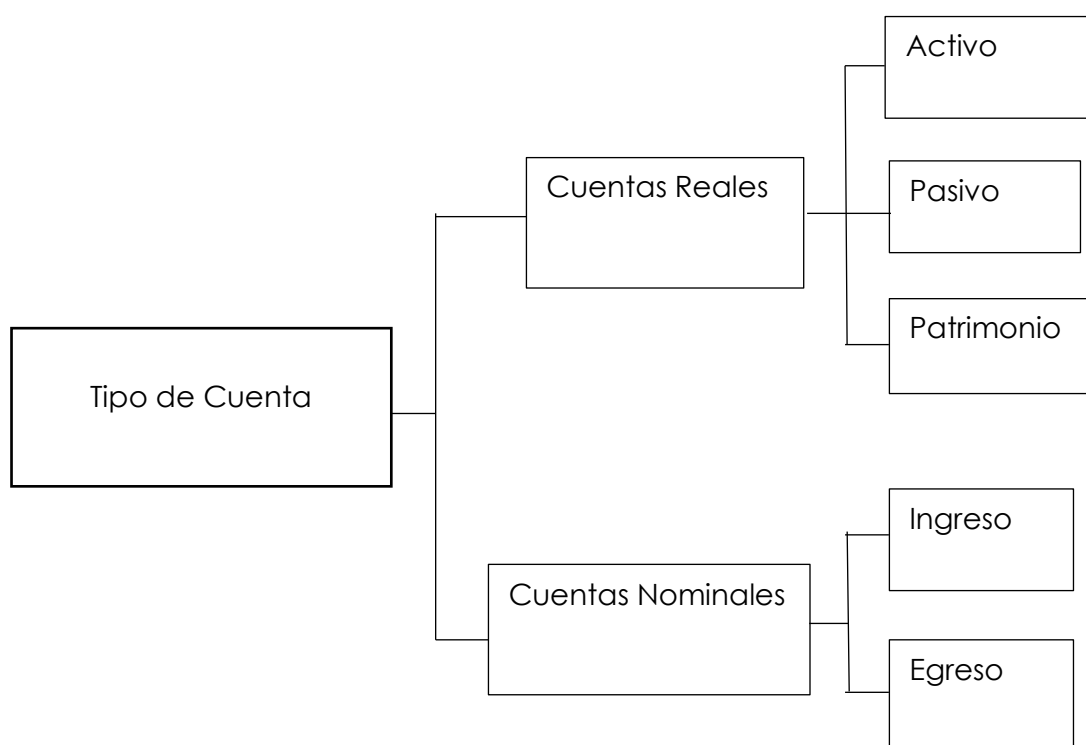 Tipo de Cuenta
Cuentas Reales
Activo
Pasivo
Patrimonio
Cuentas Nominales
Ingreso
Egreso